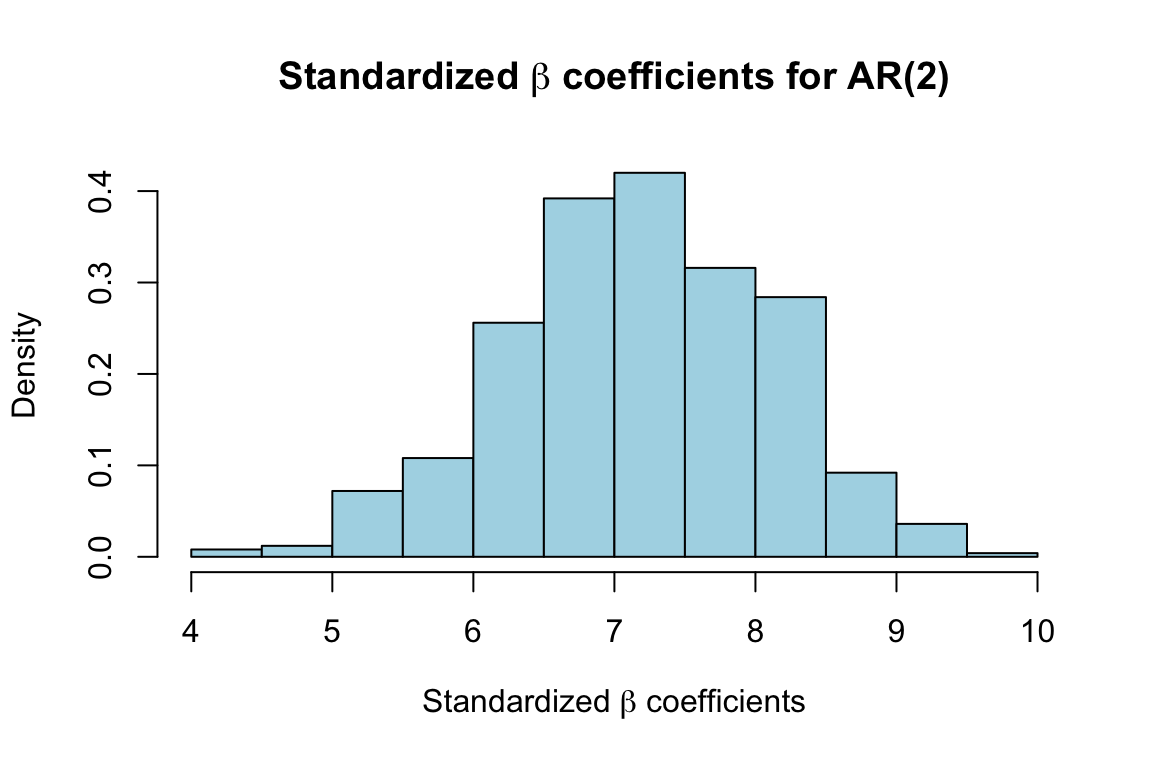 Standardized β coefficients for AR(2)
Density
0.4
0.3
0.2
0.1
0.0
4 5 6 7 8 9 10
Standardized β coefficients